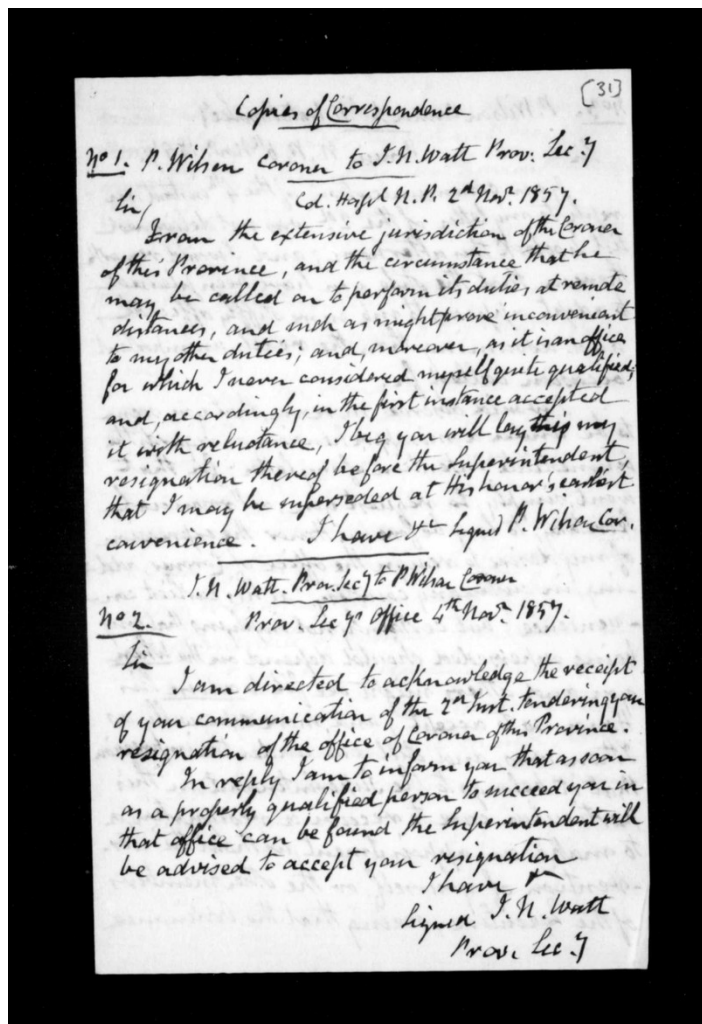 [31]
Copies of Correspondence
No 1. P. Wilson Coroner to I. N. Watt Prov. Sec.y
Col. Hospl N. P. 2nd Novr. 1857.
Sir,
From the extensive jurisdiction of the Coroner
of this Province, and the circumstance that he
may be called on to perform its duties at remote
distances, and such as might prove inconvenient
to my other duties; and, moreover, as it is an office
for which I never considered myself quite qualified,
and, accordingly, in the first instance accepted
it with reluctance, I beg you will lay this my
resignation thereof before the Superintendent,
that I may be superseded at His honor's earliest
convenience. I have &c Signed P. Wilson Cor.
I. N. Watt. Prov. Sec.y to P Wilson Coroner
No 2. Prov. Secy's Office 4th Novr. 1857.
Sir
I am directed to acknowledge the receipt
of your communication of the 2nd Inst. tendering your
resignation of the office of Coroner of this Province.
In reply I am to inform you that as soon
as a properly qualified person to succeed you in
that office can be found the Superintendent will
be advised to accept your resignation
I have &c
Signed I. N. Watt
Prov. Sec.y